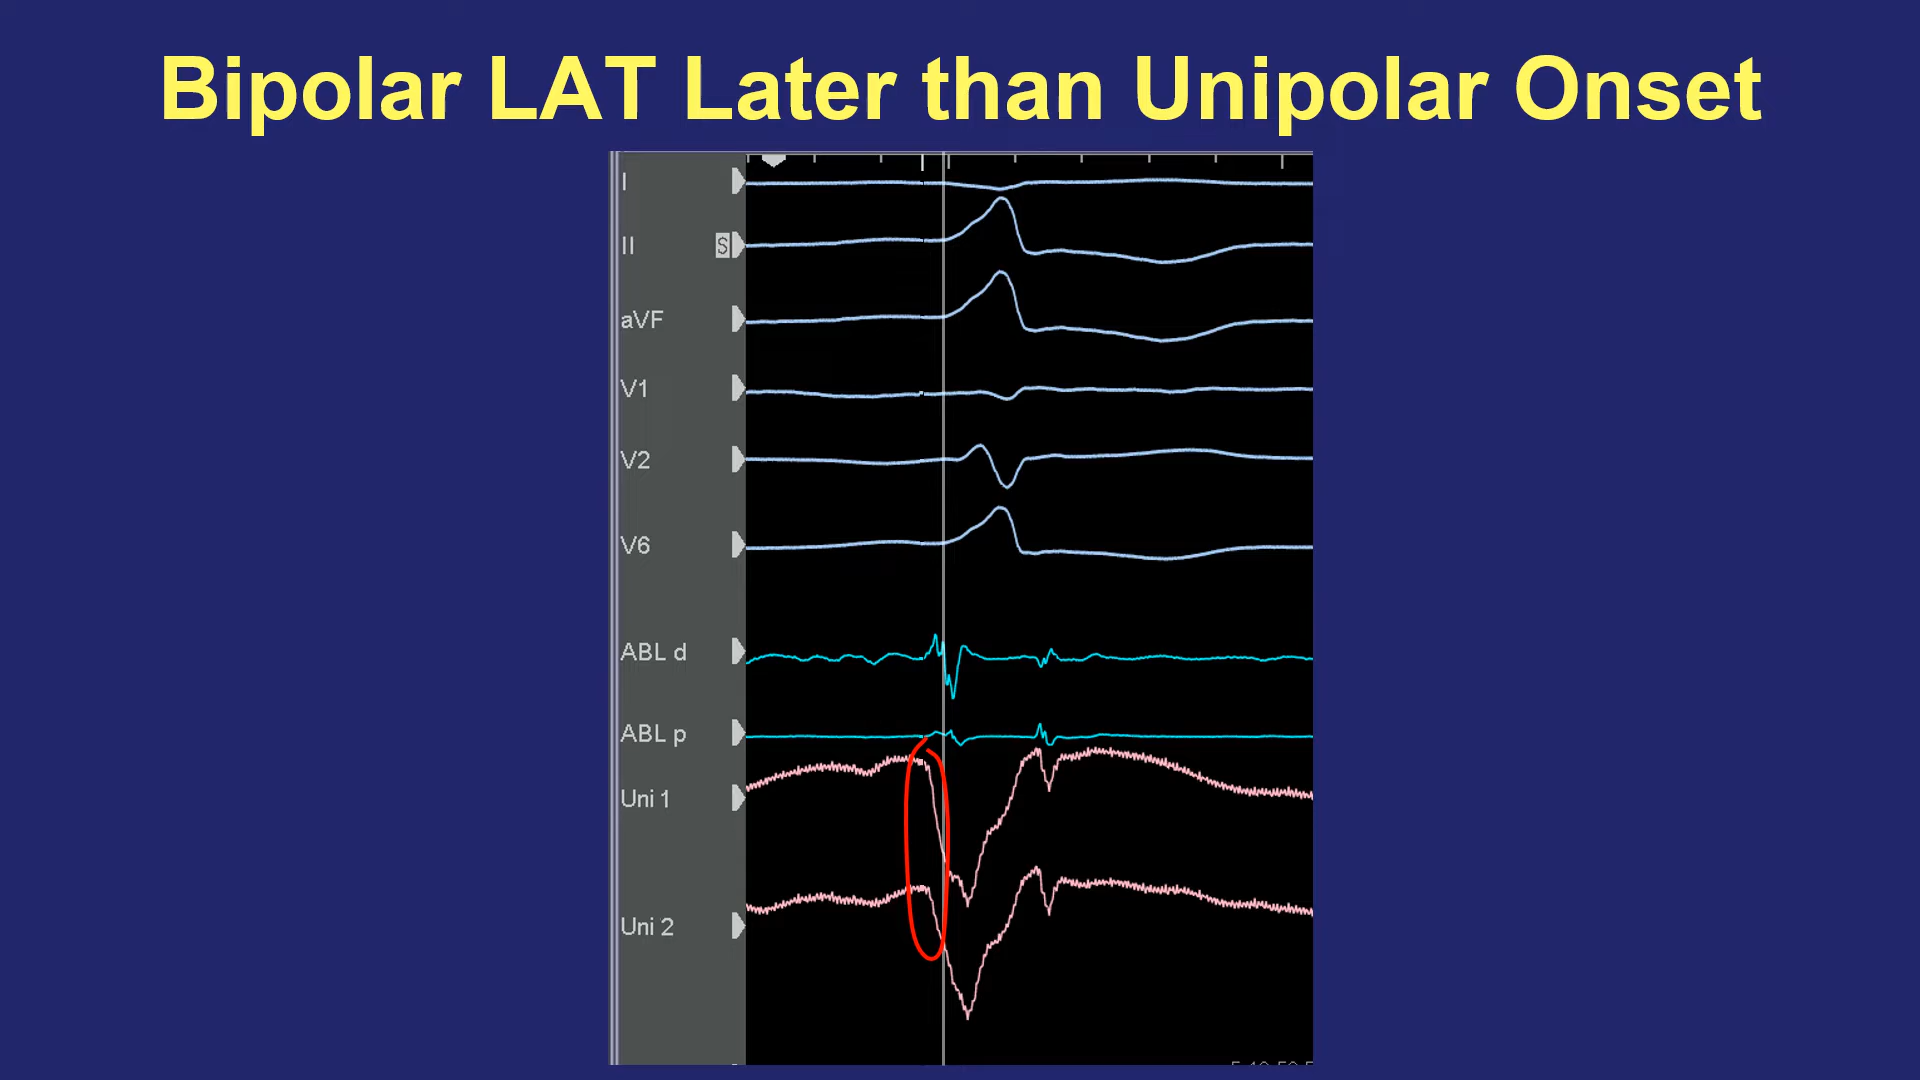 Bipolar LAT Later than Unipolar Onset
I
II S
aVF
V1
V2
V6
ABL d
ABL p
Uni 1
Uni 2